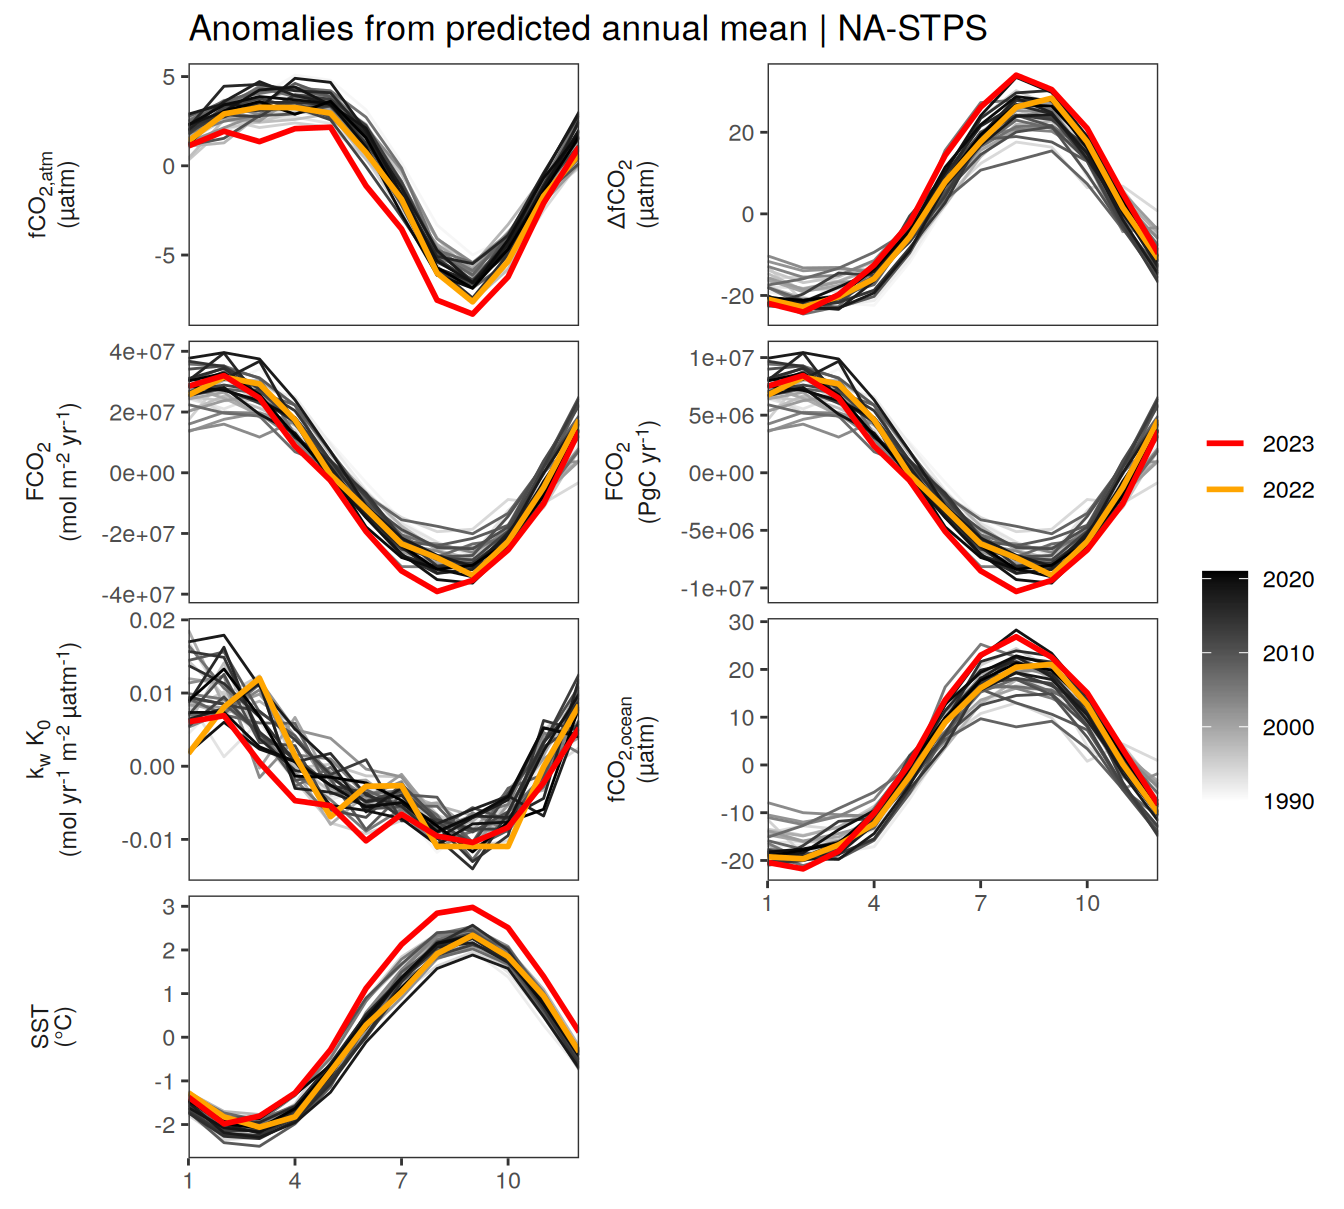 Anomalies from predicted annual mean | NA-STPS
fCO2,atm
(µatm)
5
0
-5
ΔfCO2
(µatm)
20
0
-20
FCO2
(mol m-2 yr-1)
4e+07
2e+07
0e+00
-2e+07
-4e+07
FCO2
(PgC yr-1)
1e+07
5e+06
0e+00
-5e+06
-1e+07
kw K0
(mol yr-1 m-2 µatm-1)
0.02
0.01
0.00
-0.01
fCO2,ocean
(µatm)
30
20
10
0
-10
-20
1 4 7 10
SST
(°C)
3
2
1
0
-1
-2
1 4 7 10
2023
2022
2020
2010
2000
1990